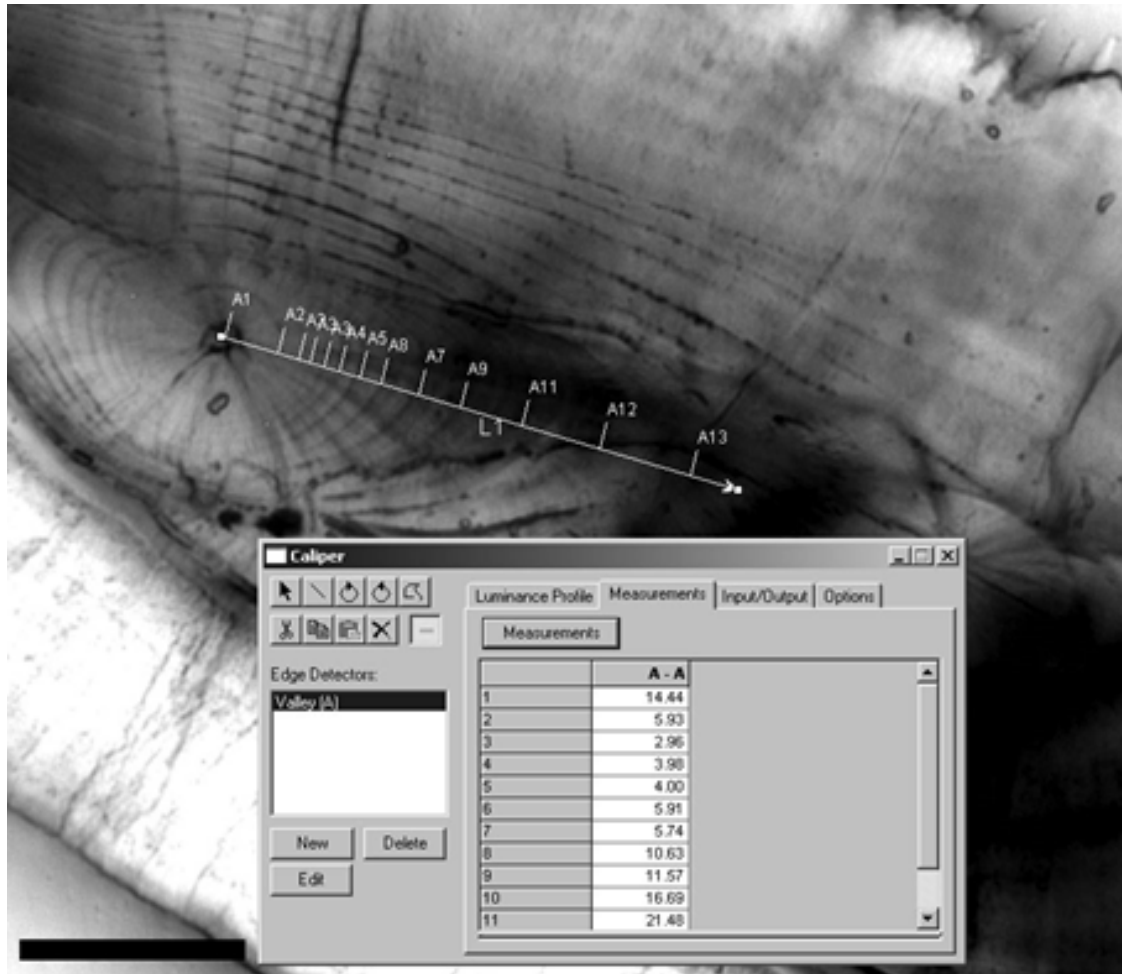 A1
A2
A3
A3
A4
A5
A8
A7
A9
A11
A12
A13
L1
Caliper
Luminance Profile
Measurements
Input/Output
Options
Measurements
Edge Detectors:
Valley (A)
New
Delete
Edit
A - A
1 14.44
2 5.93
3 2.96
4 3.98
5 4.00
6 5.91
7 5.74
8 10.63
9 11.57
10 16.69
11 21.48